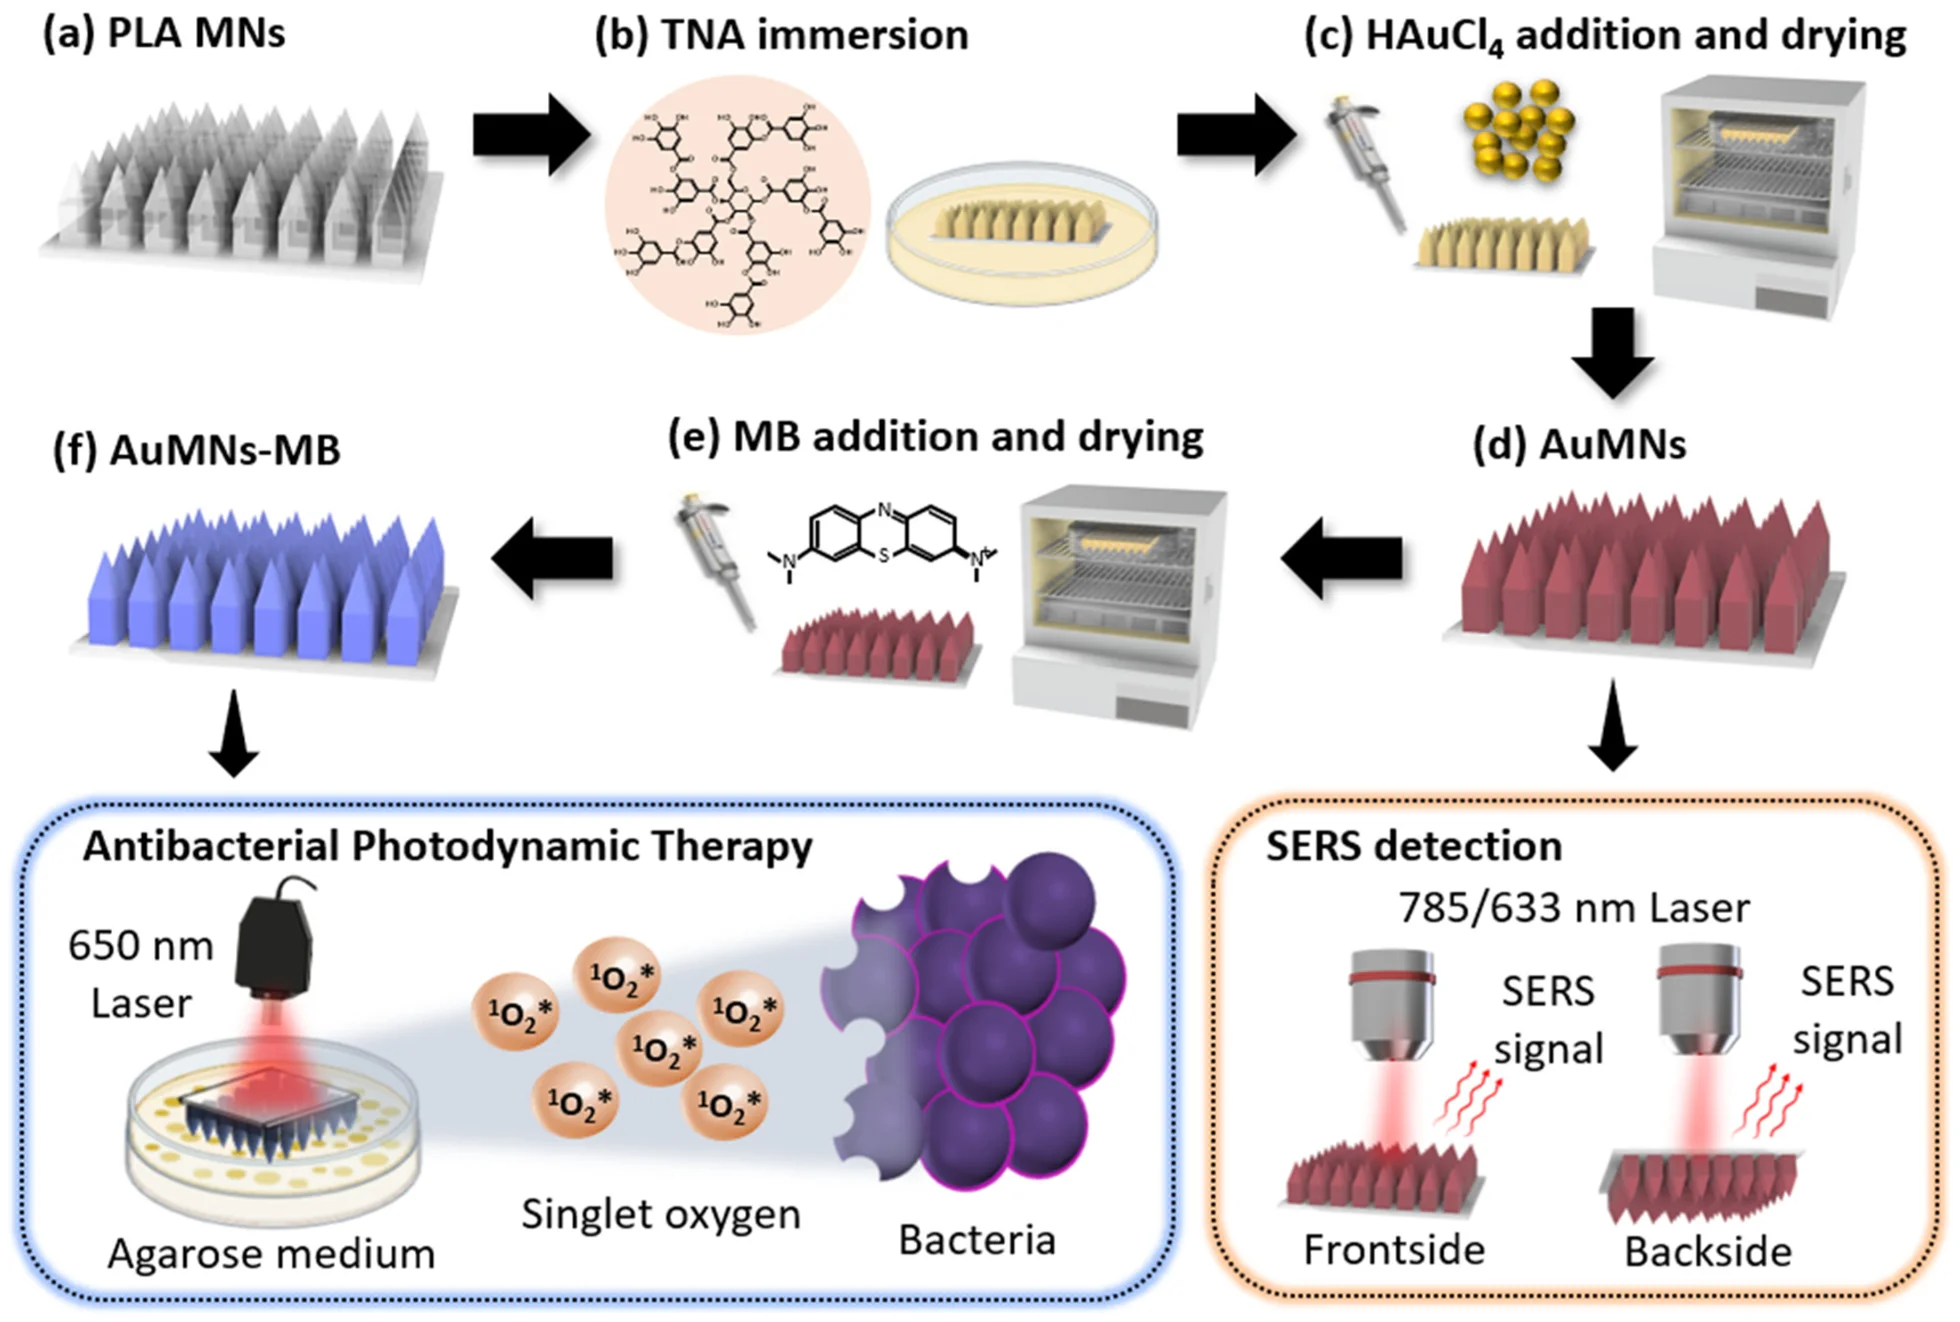 (a) PLA MNs
(b) TNA immersion
(c) HAuCl4 addition and drying
(f) AuMNs-MB
(e) MB addition and drying
(d) AuMNs
N
S
N
N+
Antibacterial Photodynamic Therapy
650 nm
Laser
1O2*
1O2*
1O2*
1O2*
1O2*
1O2*
Agarose medium
Singlet oxygen
Bacteria
SERS detection
785/633 nm Laser
SERS
signal
SERS
signal
Frontside
Backside